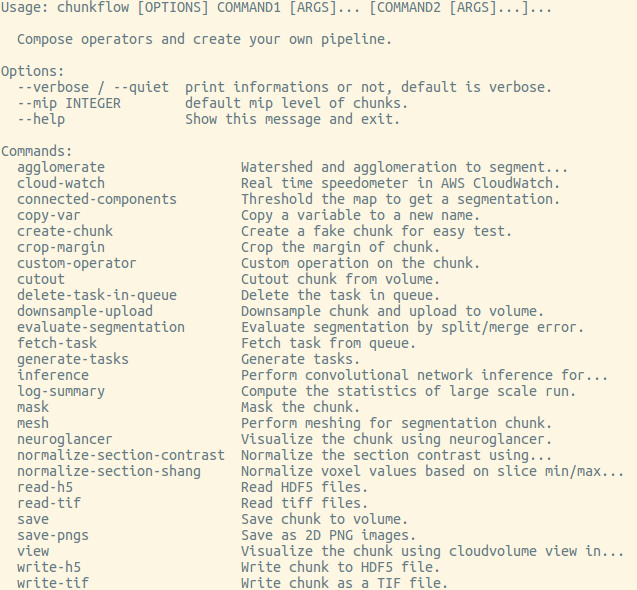 Usage: chunkflow [OPTIONS] COMMAND1 [ARGS]... [COMMAND2 [ARGS]...]...
Compose operators and create your own pipeline.
Options:
--verbose / --quiet  print informations or not, default is verbose.
--mip INTEGER        default mip level of chunks.
--help               Show this message and exit.
Commands:
agglomerate                 Watershed and agglomeration to segment...
cloud-watch                 Real time speedometer in AWS CloudWatch.
connected-components        Threshold the map to get a segmentation.
copy-var                    Copy a variable to a new name.
create-chunk                Create a fake chunk for easy test.
crop-margin                 Crop the margin of chunk.
custom-operator             Custom operation on the chunk.
cutout                      Cutout chunk from volume.
delete-task-in-queue        Delete the task in queue.
downsample-upload           Downsample chunk and upload to volume.
evaluate-segmentation       Evaluate segmentation by split/merge error.
fetch-task                  Fetch task from queue.
generate-tasks              Generate tasks.
inference                   Perform convolutional network inference for...
log-summary                 Compute the statistics of large scale run.
mask                        Mask the chunk.
mesh                        Perform meshing for segmentation chunk.
neuroglancer                Visualize the chunk using neuroglancer.
normalize-section-contrast  Normalize the section contrast using...
normalize-section-shang     Normalize voxel values based on slice min/max...
read-h5                     Read HDF5 files.
read-tif                    Read tiff files.
save                        Save chunk to volume.
save-pngs                   Save as 2D PNG images.
view                        Visualize the chunk using cloudvolume view in...
write-h5                    Write chunk to HDF5 file.
write-tif                   Write chunk as a TIF file.